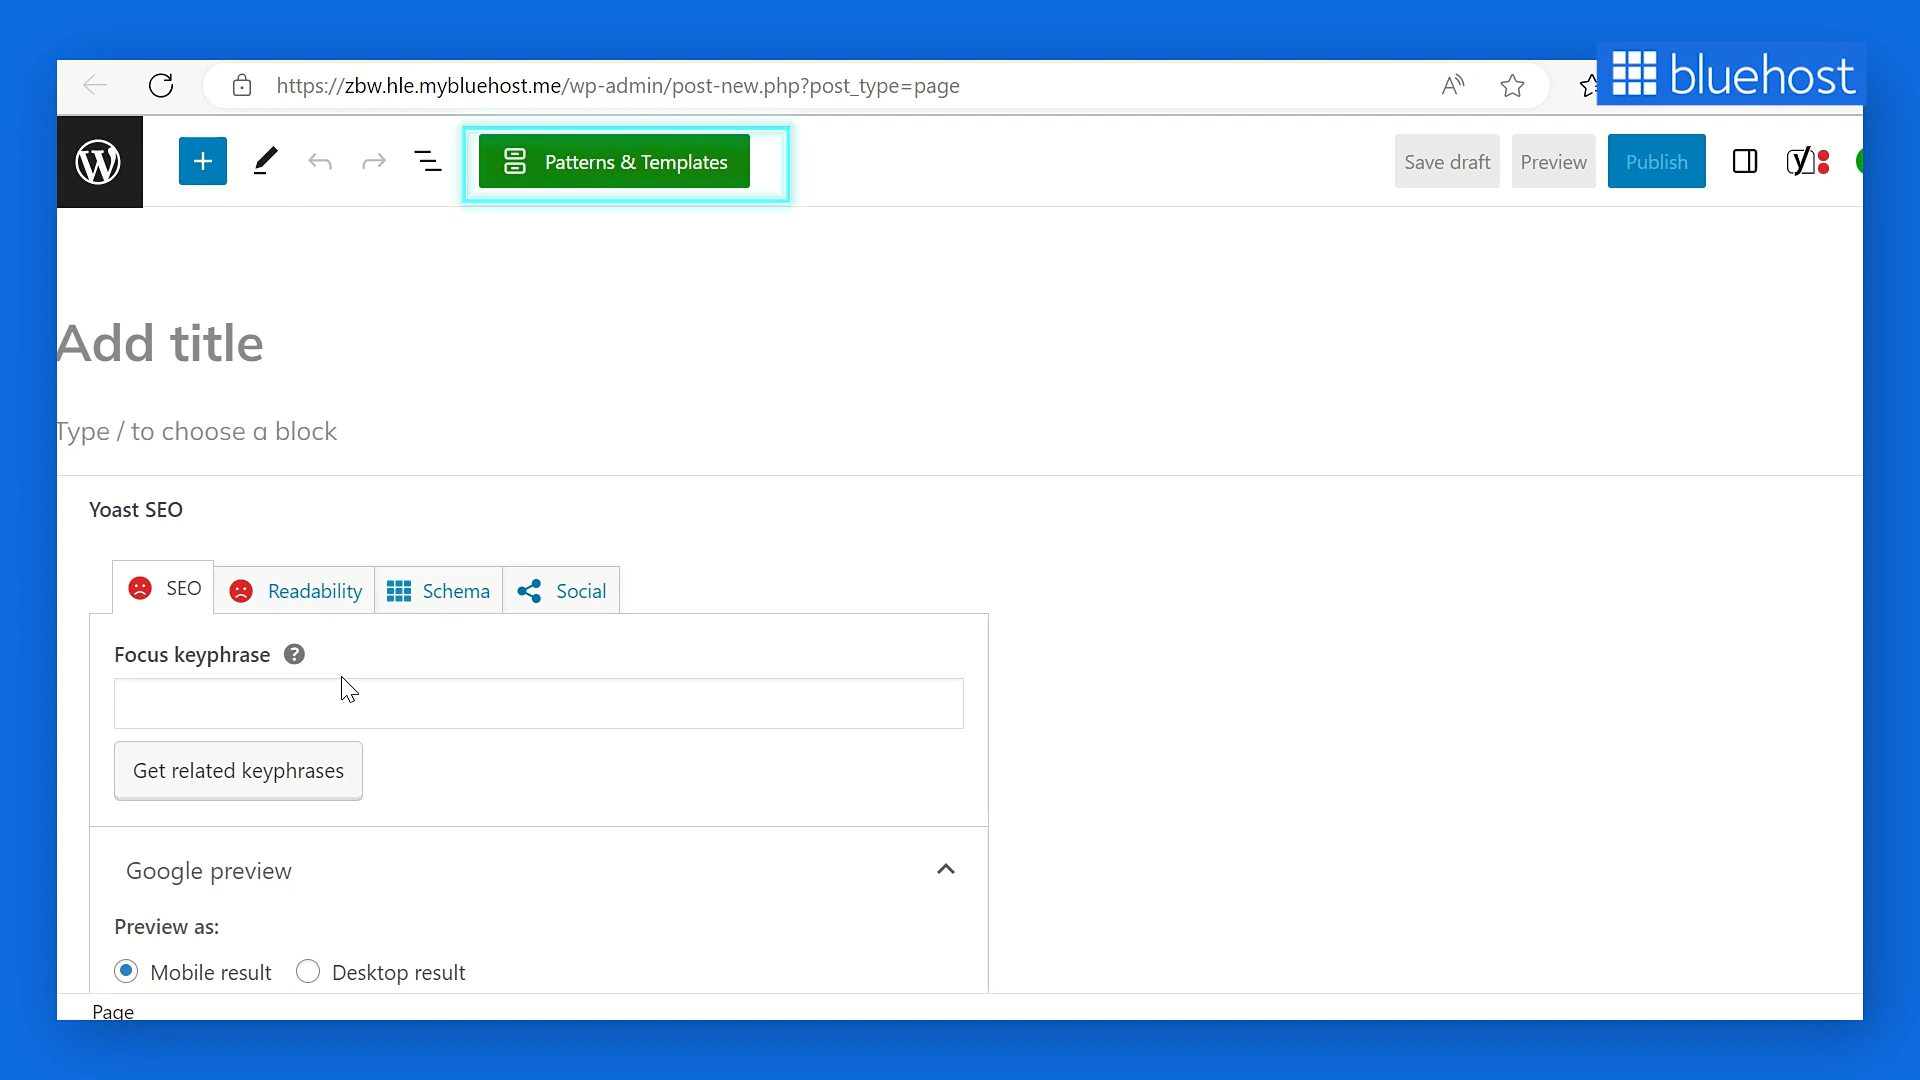 bluehost
https://zbw.hle.mybluehost.me/wp-admin/post-new.php?post_type=page
Patterns & Templates
Save draft
Preview
Publish
Add title
Type / to choose a block
Yoast SEO
SEO
Readability
Schema
Social
Focus keyphrase
Get related keyphrases
Google preview
Preview as:
Mobile result
Desktop result
Page